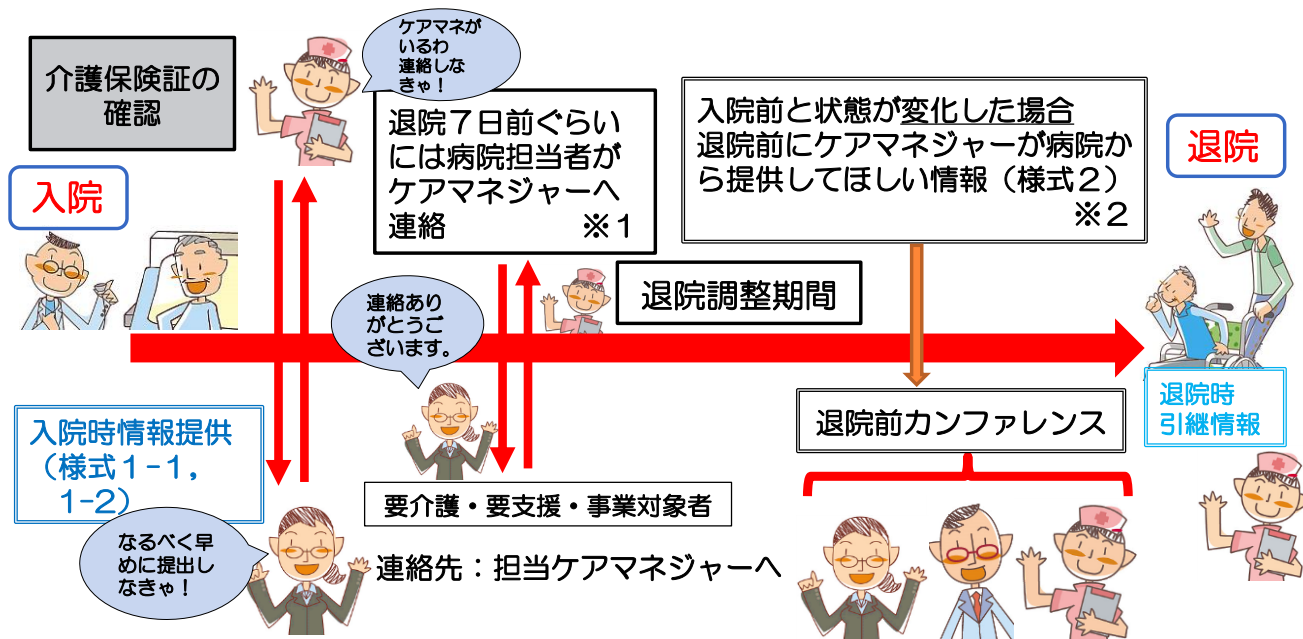 介護保険証の
確認
ケアマネが
いるわ
連絡しな
きゃ！
入院
退院７日前ぐらい
には病院担当者が
ケアマネジャーへ
連絡　　　　※１
入院前と状態が変化した場合
退院前にケアマネジャーが病院か
ら提供してほしい情報（様式２）
※２
退院
連絡あり
がとうご
ざいます。
退院調整期間
入院時情報提供
（様式１-１，
１-２）
なるべく早
めに提出し
なきゃ！
要介護・要支援・事業対象者
連絡先：担当ケアマネジャーへ
退院前カンファレンス
退院時
引継情報